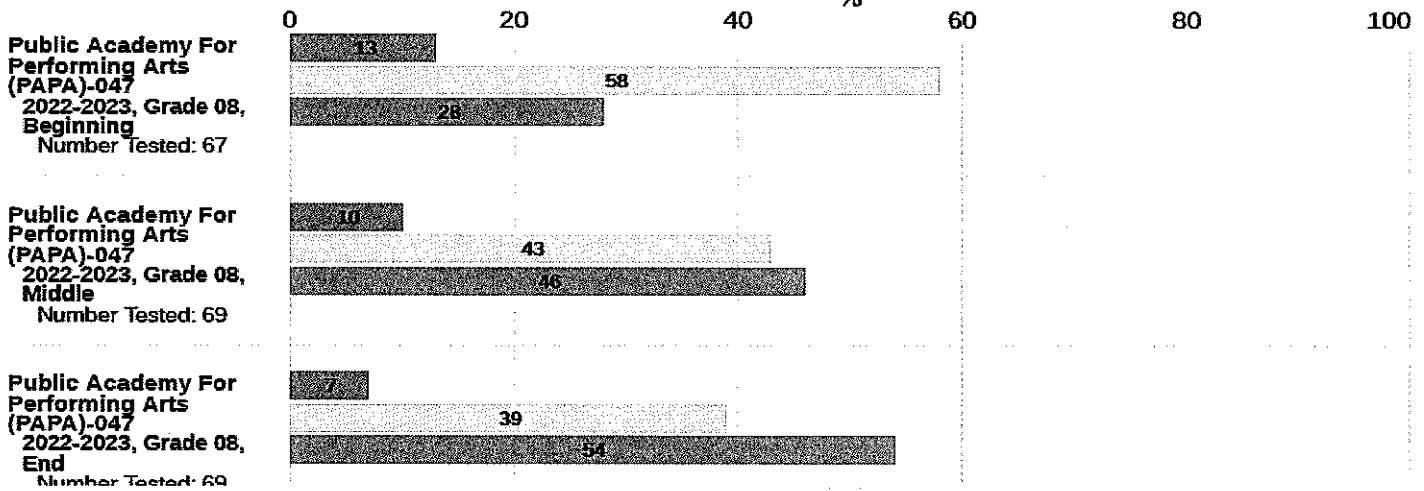 %
0 20 40 60 80 100
Public Academy For
Performing Arts
(PAPA)-047
2022-2023, Grade 08,
Beginning
Number Tested: 67
13
58
28
Public Academy For
Performing Arts
(PAPA)-047
2022-2023, Grade 08,
Middle
Number Tested: 69
10
43
46
Public Academy For
Performing Arts
(PAPA)-047
2022-2023, Grade 08,
End
Number Tested: 69
7
39
54